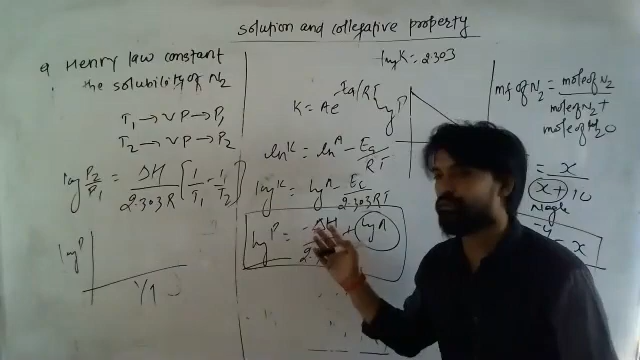 solution and collegative property
Q Henry law constant
the solubility of N₂
T₁ → VP → P₁
T₂ → VP → P₂
log P₂/P₁ = ΔH/2.303R [1/T₁ - 1/T₂]
log P
1/T
log K = 2.303
K = Ae^-Ea/RT
ln K = ln A - Ea/RT
log K = log A - Ea/2.303RT
log P = -ΔH/2. + log A
log P
mf of N₂ = mole of N₂/mole of N₂ + mole of H₂O
= x/x + 10
Negle